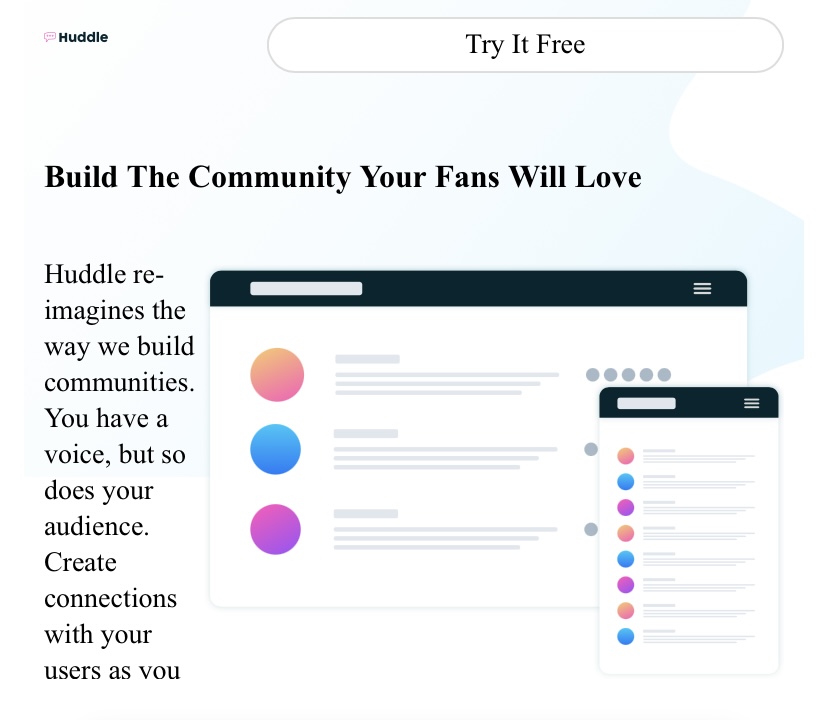 Huddle
Try It Free
Build The Community Your Fans Will Love
Huddle re-
imagines the
way we build
communities.
You have a
voice, but so
does your
audience.
Create
connections
with your
users as you